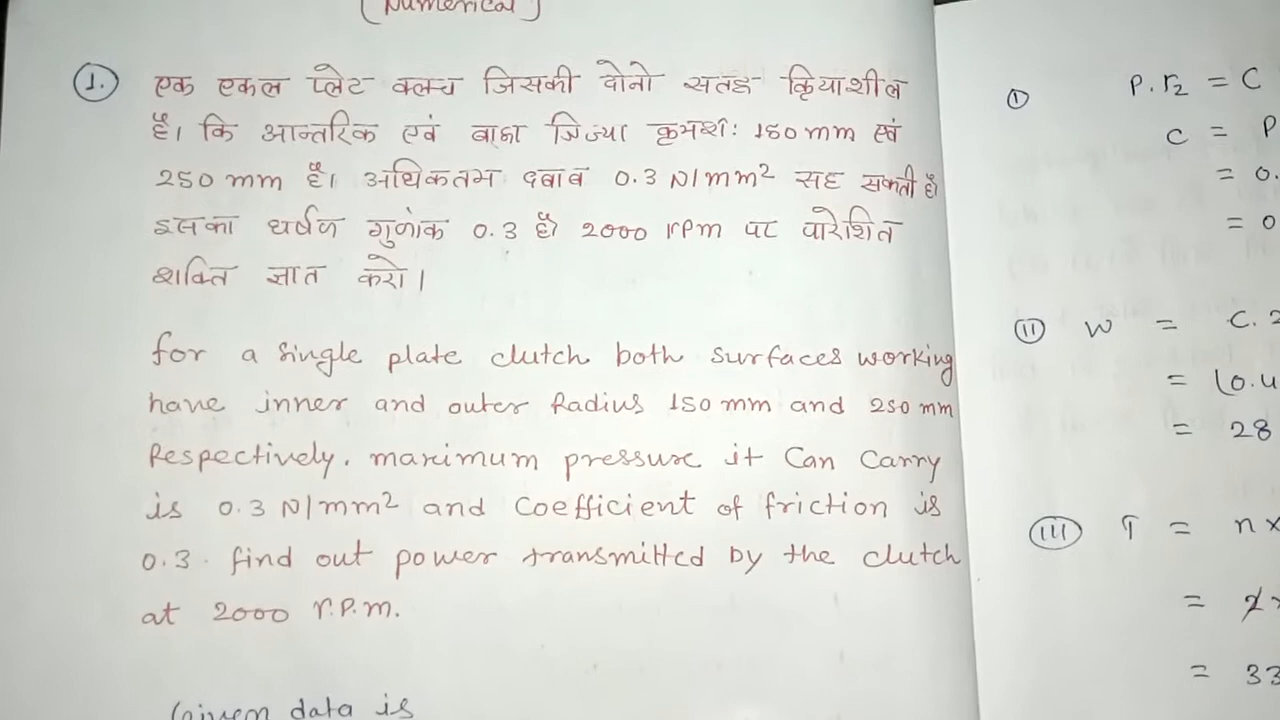 (Numerical)
1. एक एकल प्लेट क्लच जिसकी दोनो सतह क्रियाशील
है। कि आन्तरिक एवं बाह्य त्रिज्या क्रमशः 150 mm एवं
250 mm है। अधिकतम दबाव 0.3 N/mm² सह सकती है।
इसका घर्षण गुणांक 0.3 है। 2000 rpm पर पारेशित
शक्ति ज्ञात करो।
for a single plate clutch both surfaces working
have inner and outer Radius 150 mm and 250 mm
Respectively. maximum pressure it can carry
is 0.3 N/mm² and Coefficient of friction is
0.3. find out power transmitted by the clutch
at 2000 r.p.m.
Given data is
I P.r2 = C
C = P
= 0.
= 0
II W = C.2
= (0.4
= 28
III T = n×
= 2×
= 33